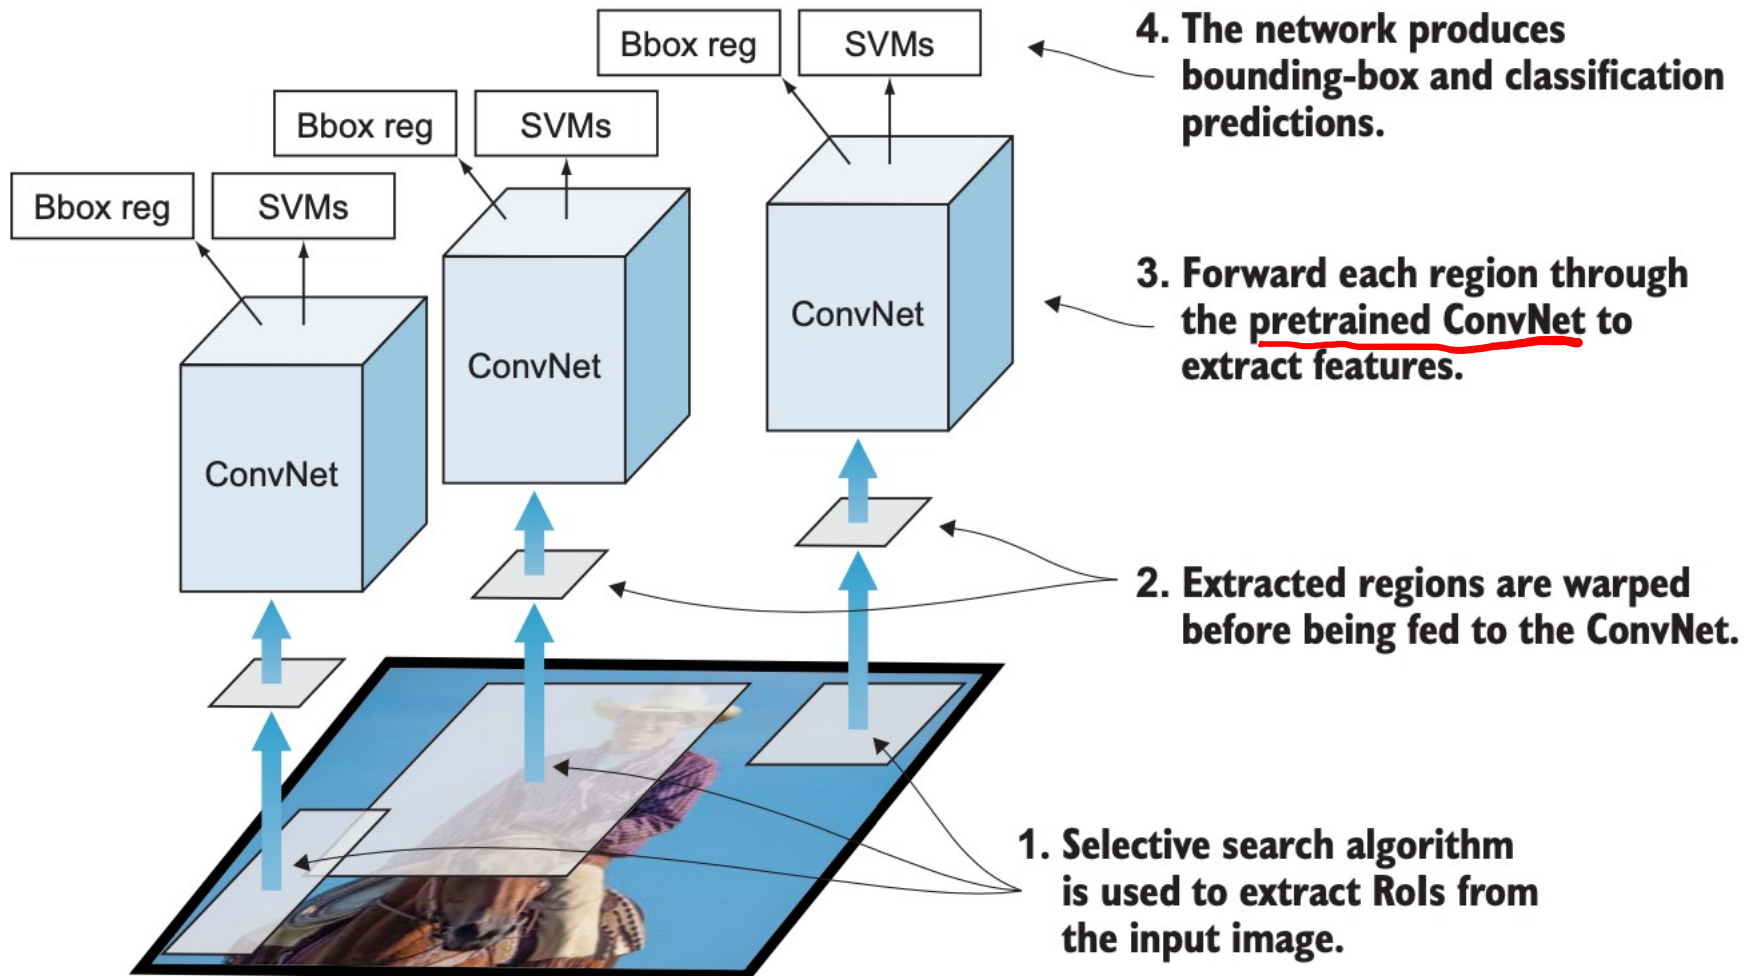 Bbox reg
SVMs
4. The network produces
bounding-box and classification
predictions.
Bbox reg
SVMs
Bbox reg
SVMs
3. Forward each region through
the pretrained ConvNet to
extract features.
ConvNet
ConvNet
ConvNet
2. Extracted regions are warped
before being fed to the ConvNet.
1. Selective search algorithm
is used to extract RoIs from
the input image.